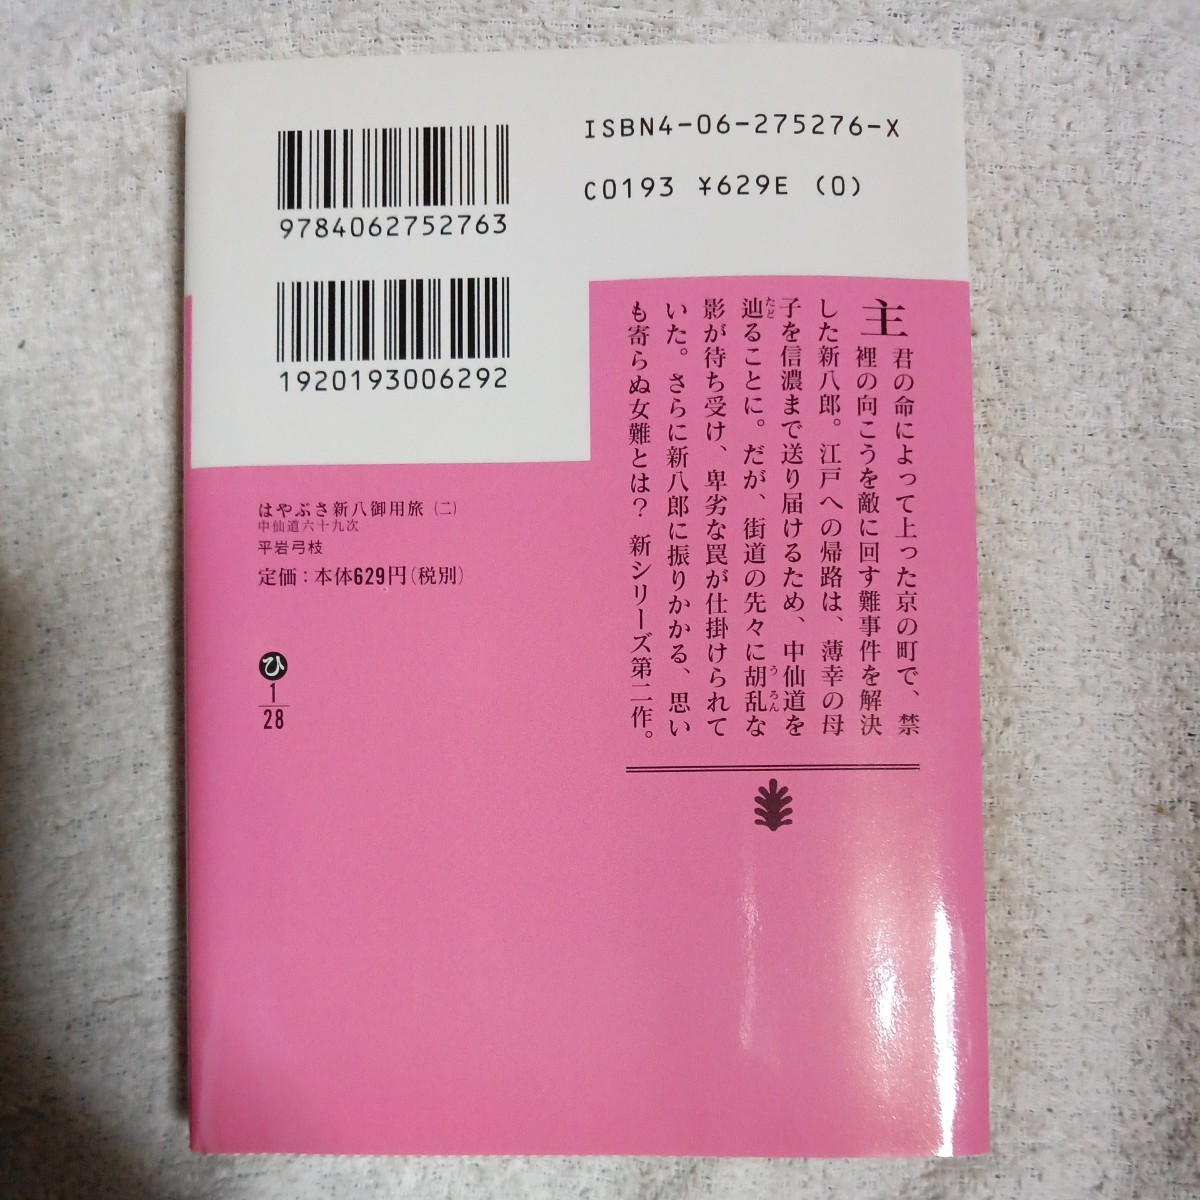 ISBN4-06-275276-X
C0193 ¥629E (0)
9784062752763
1920193006292
主君の命によって上った京の町で、禁
裡の向こうを敵に回す難事件を解決
した新八郎。江戸への帰路は、薄幸の母
子を信濃まで送り届けるため、中仙道を
辿ることに。だが、街道の先々に胡乱な
影が待ち受け、卑劣な罠が仕掛けられて
いた。さらに新八郎に振りかかる、思い
も寄らぬ女難とは？ 新シリーズ第二作。
たど
うろん
はやぶさ新八御用旅(二)
中仙道六十九次
平岩弓枝
定価：本体629円(税別)
ひ
1
28